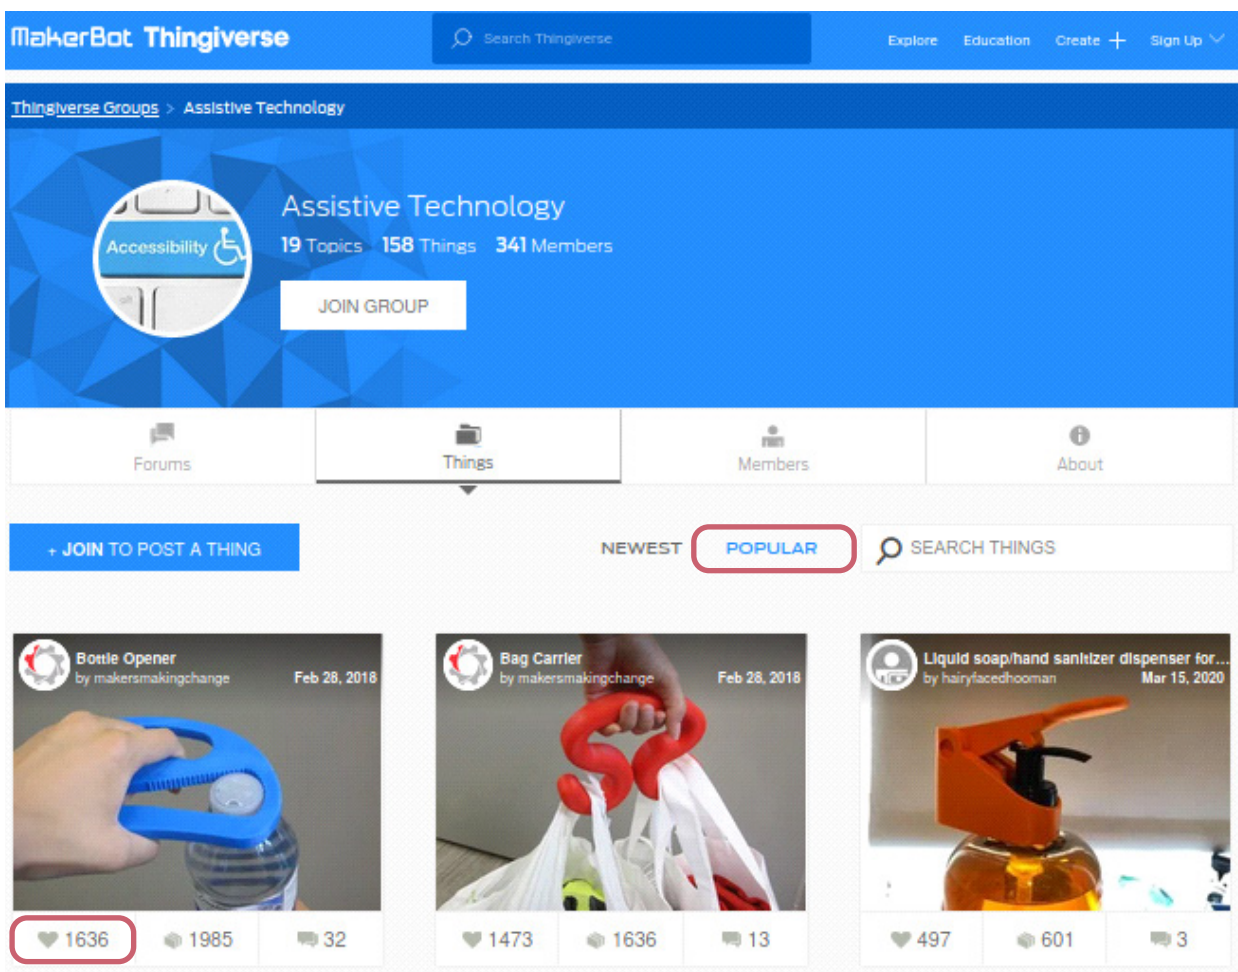 MakerBot Thingiverse
Search Thingiverse
Explore Education Create + Sign Up
Thingiverse Groups > Assistive Technology
Accessibility
alt
Assistive Technology
19 Topics 158 Things 341 Members
JOIN GROUP
Forums
Things
Members
About
+ JOIN TO POST A THING
NEWEST POPULAR
SEARCH THINGS
Bottle Opener
by makersmakingchange Feb 28, 2018
1636 1985 32
Bag Carrier
by makersmakingchange Feb 28, 2018
1473 1636 13
Liquid soap/hand sanitizer dispenser for...
by hairyfacedhooman Mar 15, 2020
497 601 3